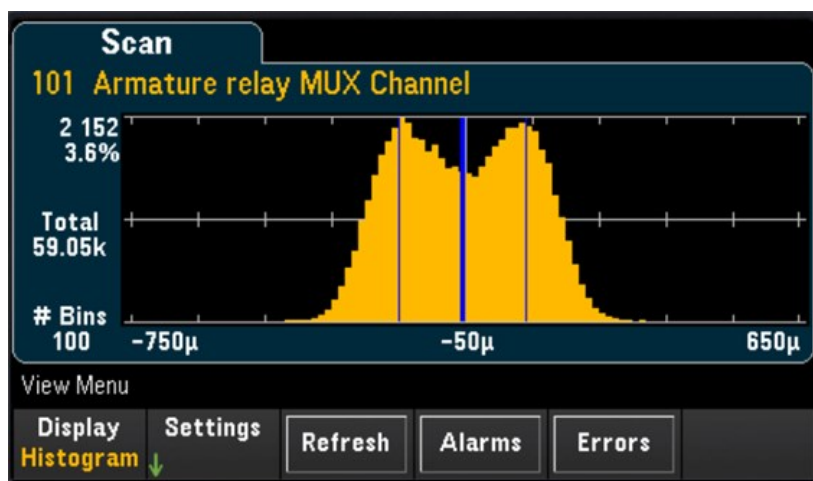 Scan
101 Armature relay MUX Channel
2 152
3.6%
Total
59.05k
# Bins
100
-750µ -50µ 650µ
View Menu
Display Settings Refresh Alarms Errors
Histogram